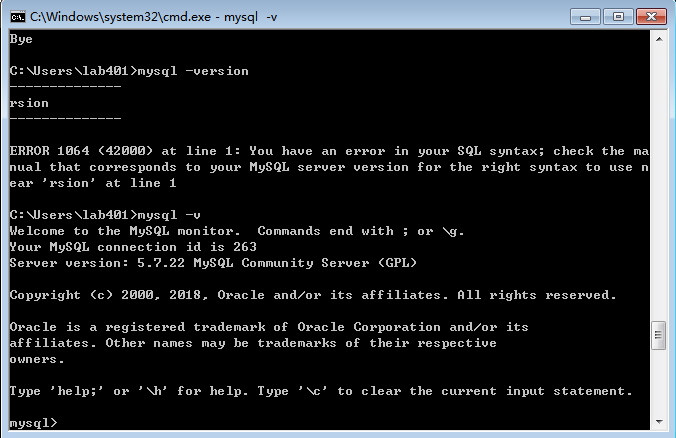 C:\Windows\system32\cmd.exe - mysql  -v
Bye
C:\Users\lab401>mysql -version
--------------
rsion
--------------
ERROR 1064 (42000) at line 1: You have an error in your SQL syntax; check the ma
nual that corresponds to your MySQL server version for the right syntax to use n
ear 'rsion' at line 1
C:\Users\lab401>mysql -v
Welcome to the MySQL monitor.  Commands end with ; or \g.
Your MySQL connection id is 263
Server version: 5.7.22 MySQL Community Server (GPL)
Copyright (c) 2000, 2018, Oracle and/or its affiliates. All rights reserved.
Oracle is a registered trademark of Oracle Corporation and/or its
affiliates. Other names may be trademarks of their respective
owners.
Type 'help;' or '\h' for help. Type '\c' to clear the current input statement.
mysql>